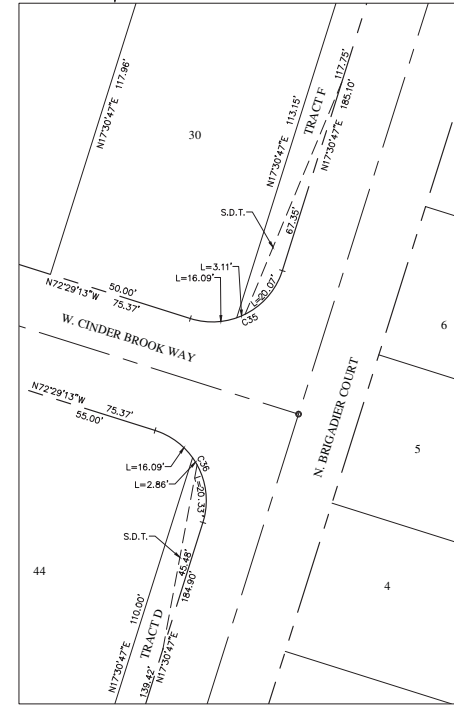 N17°30'47"E 117.96'
30
N17°30'47"E 113.15'
TRACT F
117.75'
185.10'
N17°30'47"E
S.D.T.
67.35'
L=3.11'
L=16.09'
L=20.07'
C35
50.00'
N72°29'13"W 75.37'
W. CINDER BROOK WAY
6
N. BRIGADIER COURT
N72°29'13"W 75.37'
55.00'
5
C36
L=16.09'
L=2.86'
L=20.33'
S.D.T.
45.48'
184.90'
44
4
N17°30'47"E 110.00'
TRACT D
N17°30'47"E
139.42'